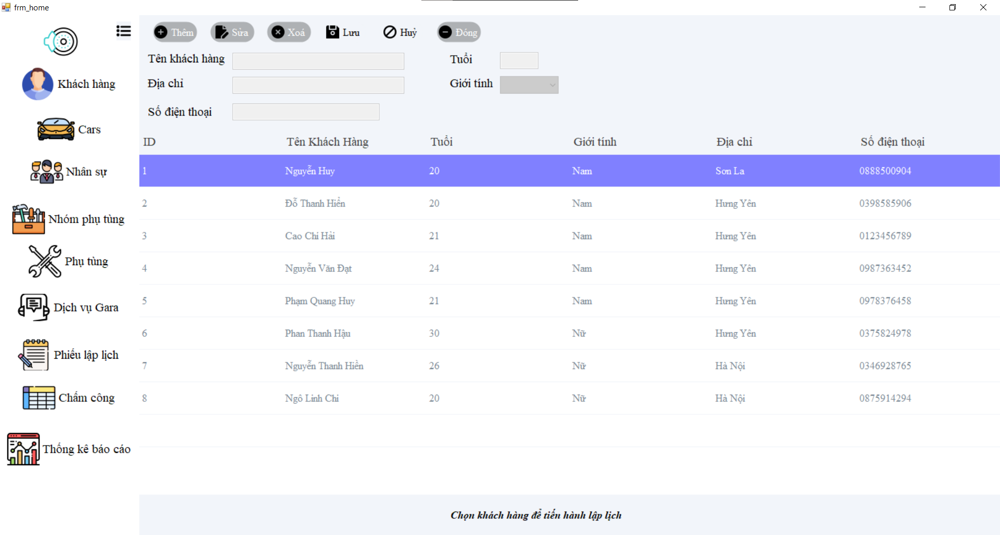 frm_home
Khách hàng
Cars
Nhân sự
Nhóm phụ tùng
Phụ tùng
Dịch vụ Gara
Phiếu lập lịch
Chấm công
Thống kê báo cáo
Thêm Sửa Xoá Lưu Huỷ Đóng
Tên khách hàng Tuổi
Địa chỉ Giới tính
Số điện thoại
ID Tên Khách Hàng Tuổi Giới tính Địa chỉ Số điện thoại
1 Nguyễn Huy 20 Nam Sơn La 0888500904
2 Đỗ Thanh Hiển 20 Nam Hưng Yên 0398585906
3 Cao Chi Hải 21 Nam Hưng Yên 0123456789
4 Nguyễn Văn Đạt 24 Nam Hưng Yên 0987363452
5 Phạm Quang Huy 21 Nam Hưng Yên 0978376458
6 Phan Thanh Hậu 30 Nữ Hưng Yên 0375824978
7 Nguyễn Thanh Hiền 26 Nữ Hà Nội 0346928765
8 Ngô Linh Chi 20 Nữ Hà Nội 0875914294
Chọn khách hàng để tiến hành lập lịch